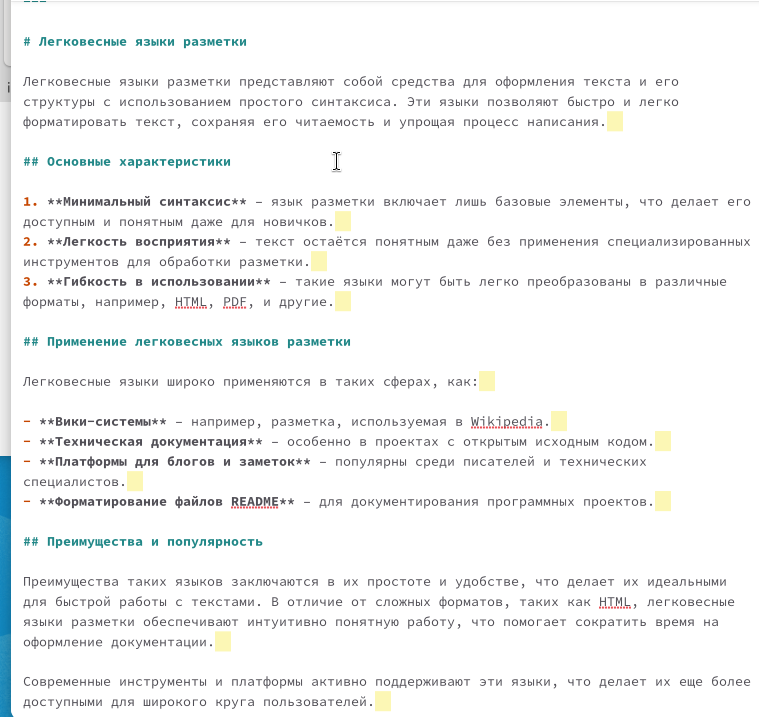 # Легковесные языки разметки
Легковесные языки разметки представляют собой средства для оформления текста и его
структуры с использованием простого синтаксиса. Эти языки позволяют быстро и легко
форматировать текст, сохраняя его читаемость и упрощая процесс написания.
## Основные характеристики
1. **Минимальный синтаксис** – язык разметки включает лишь базовые элементы, что делает его
доступным и понятным даже для новичков.
2. **Легкость восприятия** – текст остаётся понятным даже без применения специализированных
инструментов для обработки разметки.
3. **Гибкость в использовании** – такие языки могут быть легко преобразованы в различные
форматы, например, HTML, PDF, и другие.
## Применение легковесных языков разметки
Легковесные языки широко применяются в таких сферах, как:
- **Вики-системы** – например, разметка, используемая в Wikipedia.
- **Техническая документация** – особенно в проектах с открытым исходным кодом.
- **Платформы для блогов и заметок** – популярны среди писателей и технических
специалистов.
- **Форматирование файлов README** – для документирования программных проектов.
## Преимущества и популярность
Преимущества таких языков заключаются в их простоте и удобстве, что делает их идеальными
для быстрой работы с текстами. В отличие от сложных форматов, таких как HTML, легковесные
языки разметки обеспечивают интуитивно понятную работу, что помогает сократить время на
оформление документации.
Современные инструменты и платформы активно поддерживают эти языки, что делает их еще более
доступными для широкого круга пользователей.